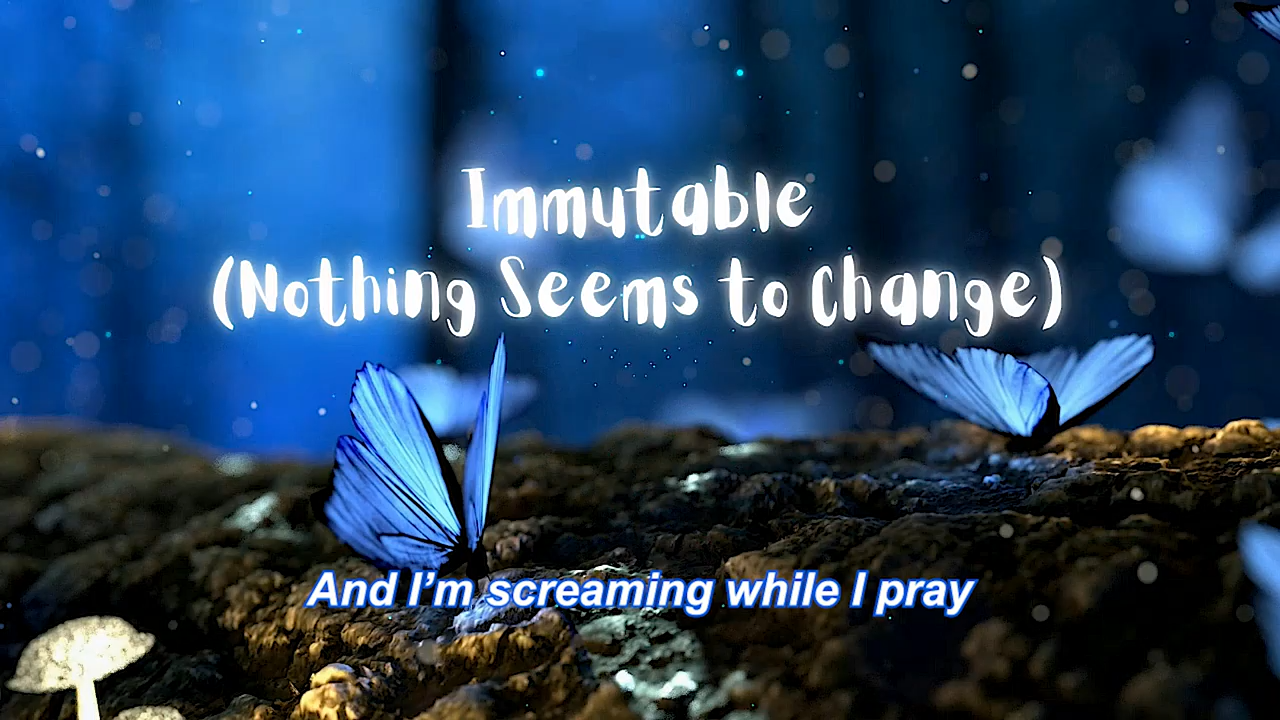 Immutable
(Nothing Seems to Change)
And I’m screaming while I pray